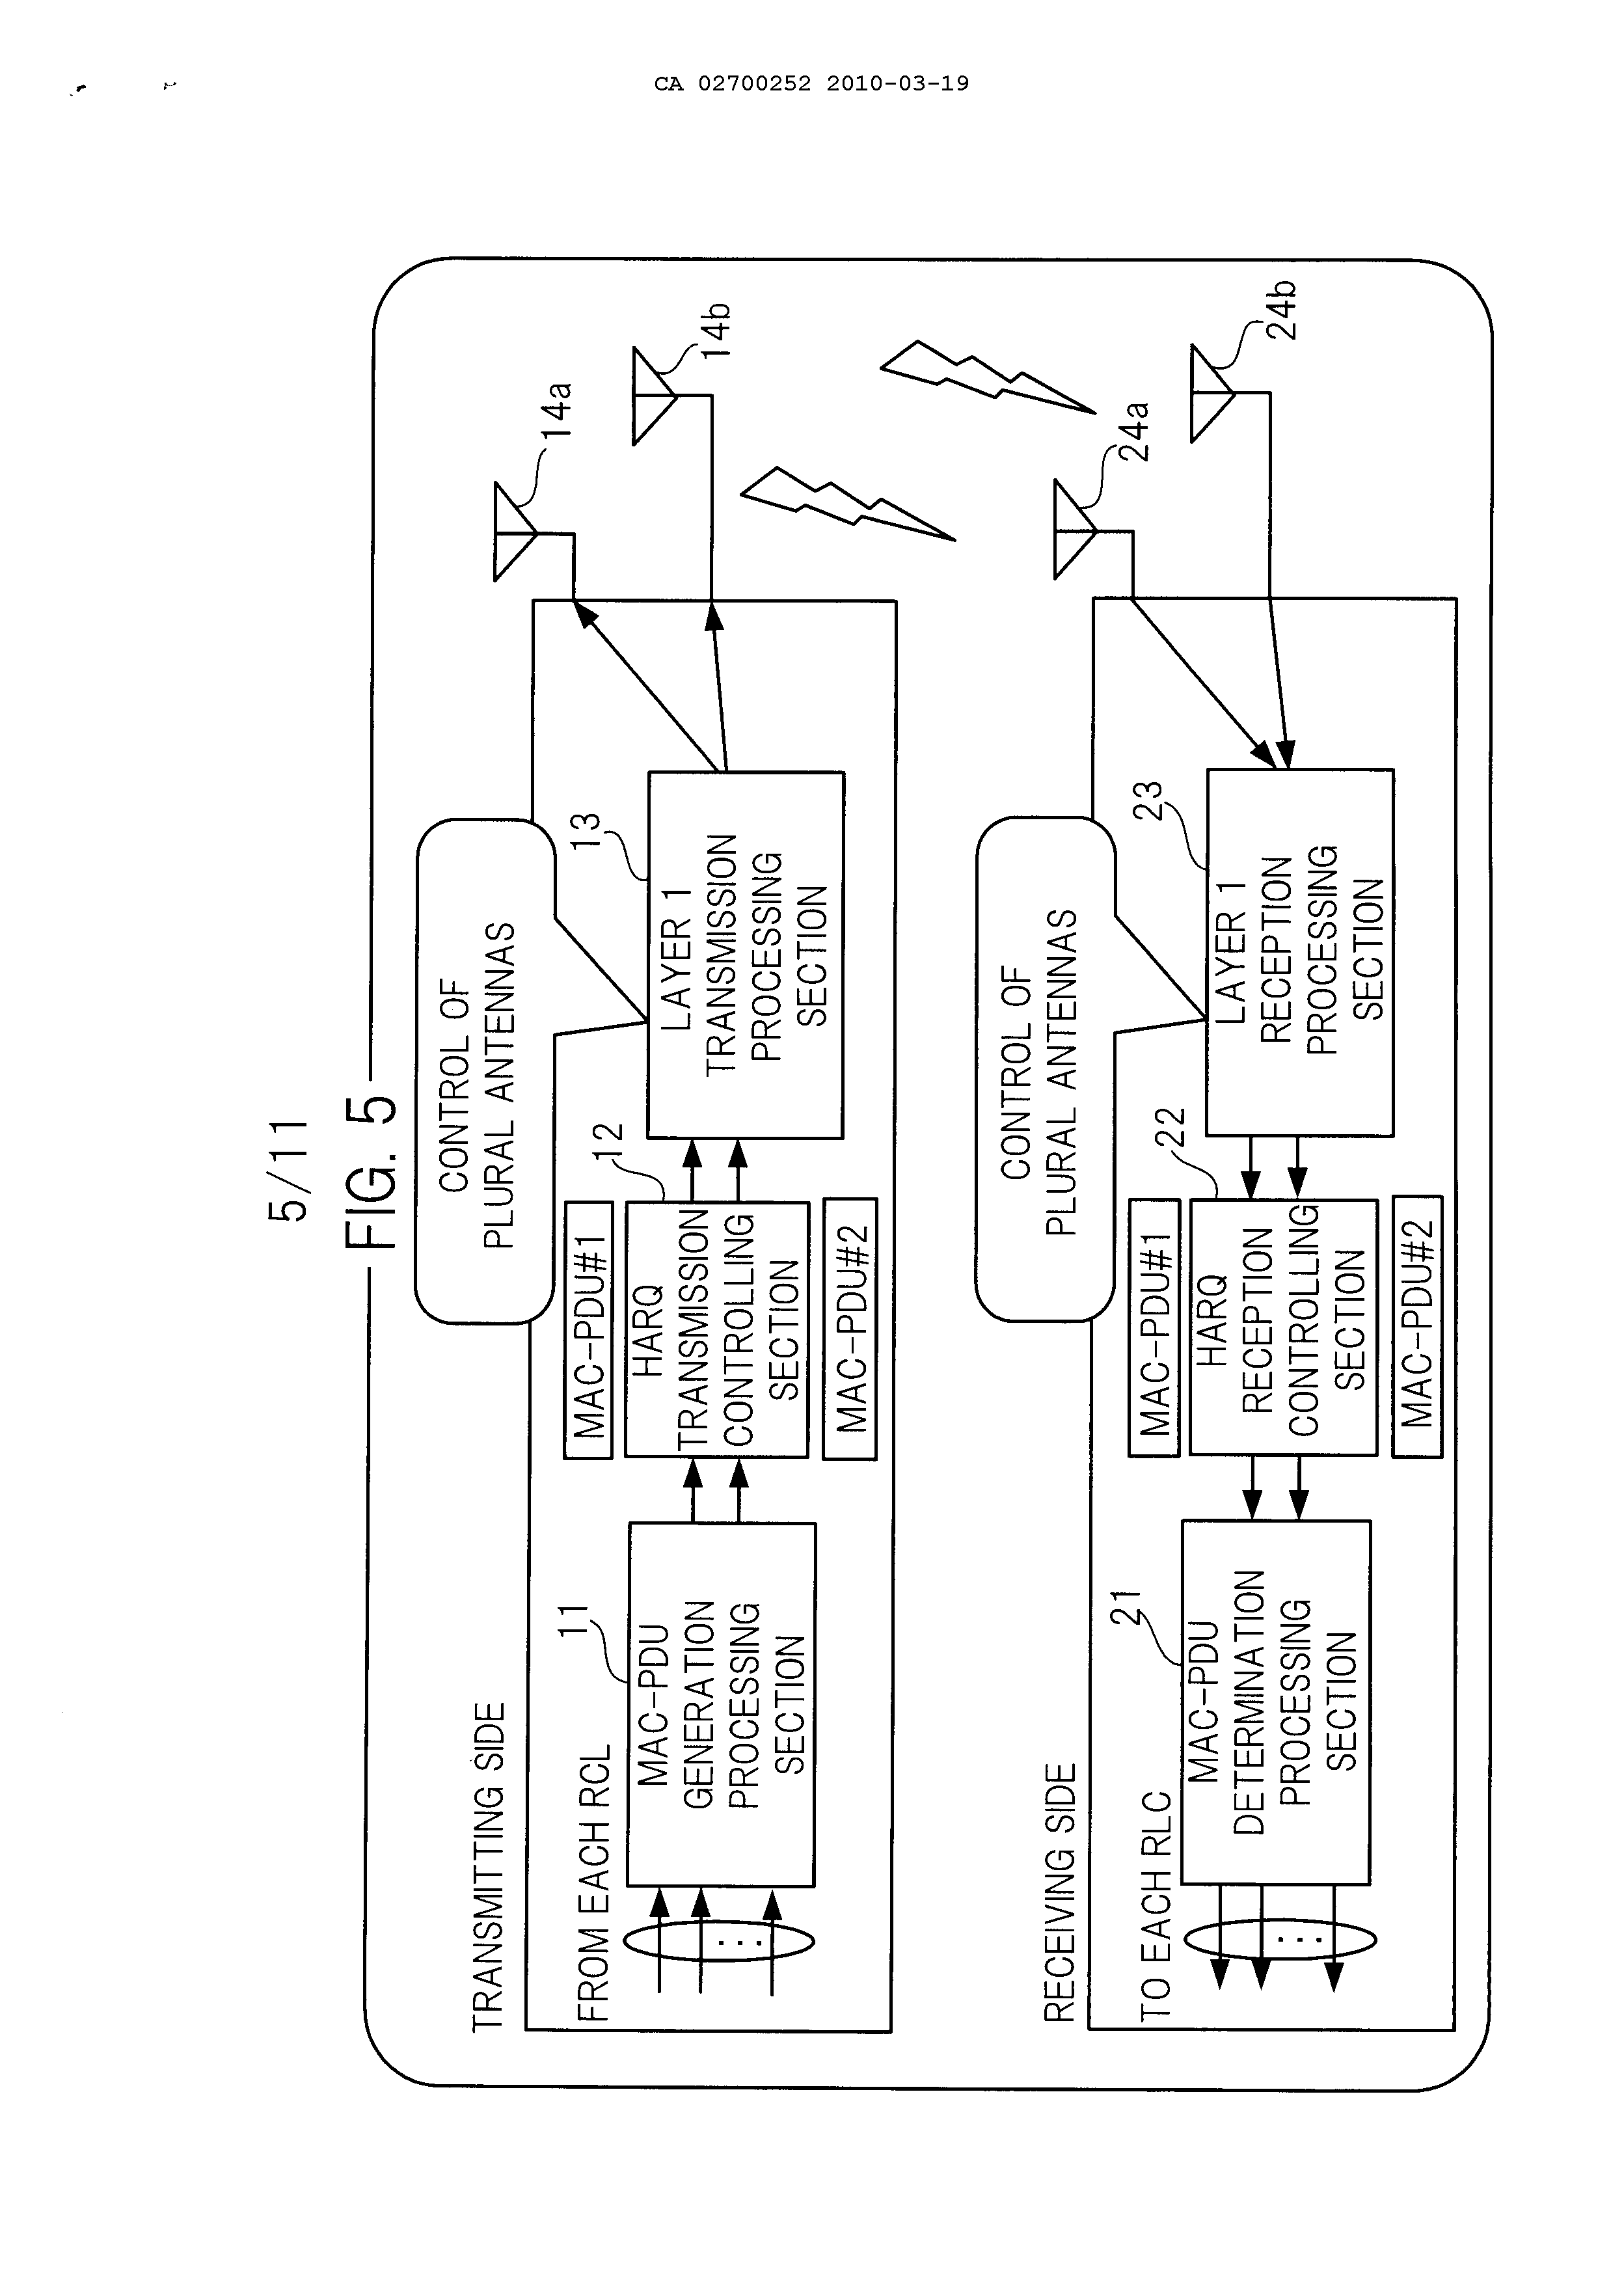 CA 02700252 2010-03-19
5/11
FIG. 5
TRANSMITTING SIDE
CONTROL OF
PLURAL ANTENNAS
FROM EACH RCL
11
MAC-PDU
GENERATION
PROCESSING
SECTION
MAC-PDU#1
12
HARQ
TRANSMISSION
CONTROLLING
SECTION
MAC-PDU#2
13
LAYER 1
TRANSMISSION
PROCESSING
SECTION
14a
14b
RECEIVING SIDE
CONTROL OF
PLURAL ANTENNAS
TO EACH RLC
21
MAC-PDU
DETERMINATION
PROCESSING
SECTION
MAC-PDU#1
22
HARQ
RECEPTION
CONTROLLING
SECTION
MAC-PDU#2
23
LAYER 1
RECEPTION
PROCESSING
SECTION
24a
24b